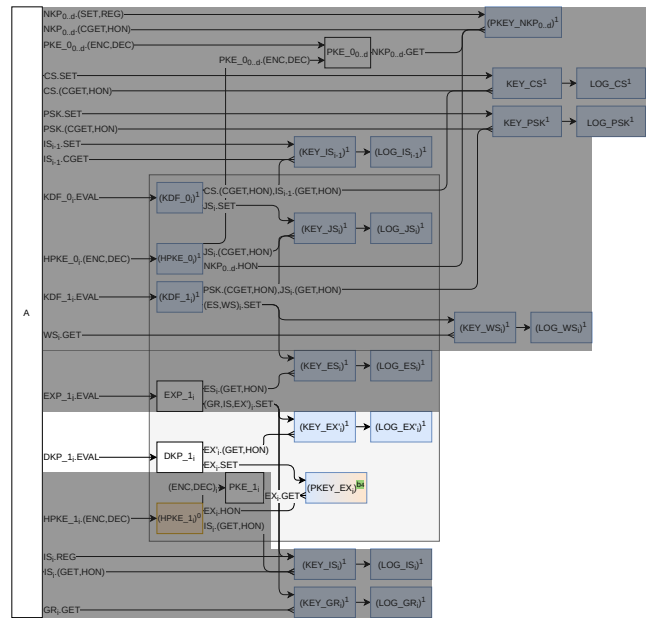 NKP₀..d.(SET,REG)
(PKEY_NKP₀..d)¹
NKP₀..d.(CGET,HON)
PKE_0₀..d.(ENC,DEC)
PKE_0₀..d
NKP₀..d.GET
PKE_0₀..d.(ENC,DEC)
CS.SET
KEY_CS¹
LOG_CS¹
CS.(CGET,HON)
PSK.SET
KEY_PSK¹
LOG_PSK¹
PSK.(CGET,HON)
ISᵢ₋₁.SET
(KEY_ISᵢ₋₁)¹
(LOG_ISᵢ₋₁)¹
ISᵢ₋₁.CGET
KDF_0ᵢ.EVAL
(KDF_0ᵢ)¹
CS.(CGET,HON),ISᵢ₋₁.(GET,HON)
JSᵢ.SET
(KEY_JSᵢ)¹
(LOG_JSᵢ)¹
HPKE_0ᵢ.(ENC,DEC)
(HPKE_0ᵢ)¹
JSᵢ.(CGET,HON)
NKP₀..d.HON
KDF_1ᵢ.EVAL
(KDF_1ᵢ)¹
PSK.(CGET,HON),JSᵢ.(GET,HON)
(ES,WS)ᵢ.SET
A
WSᵢ.GET
(KEY_WSᵢ)¹
(LOG_WSᵢ)¹
(KEY_ESᵢ)¹
(LOG_ESᵢ)¹
EXP_1ᵢ.EVAL
EXP_1ᵢ
ESᵢ.(GET,HON)
(GR,IS,EX')ᵢ.SET
(KEY_EX'ᵢ)¹
(LOG_EX'ᵢ)¹
DKP_1ᵢ.EVAL
DKP_1ᵢ
EX'ᵢ.(GET,HON)
EXᵢ.SET
(ENC,DEC)ᵢ
PKE_1ᵢ
EXᵢ.GET
(PKEY_EXᵢ)ᵇ⁴
HPKE_1ᵢ.(ENC,DEC)
(HPKE_1ᵢ)⁰
EXᵢ.HON
ISᵢ.(GET,HON)
ISᵢ.REG
(KEY_ISᵢ)¹
(LOG_ISᵢ)¹
ISᵢ.(GET,HON)
GRᵢ.GET
(KEY_GRᵢ)¹
(LOG_GRᵢ)¹